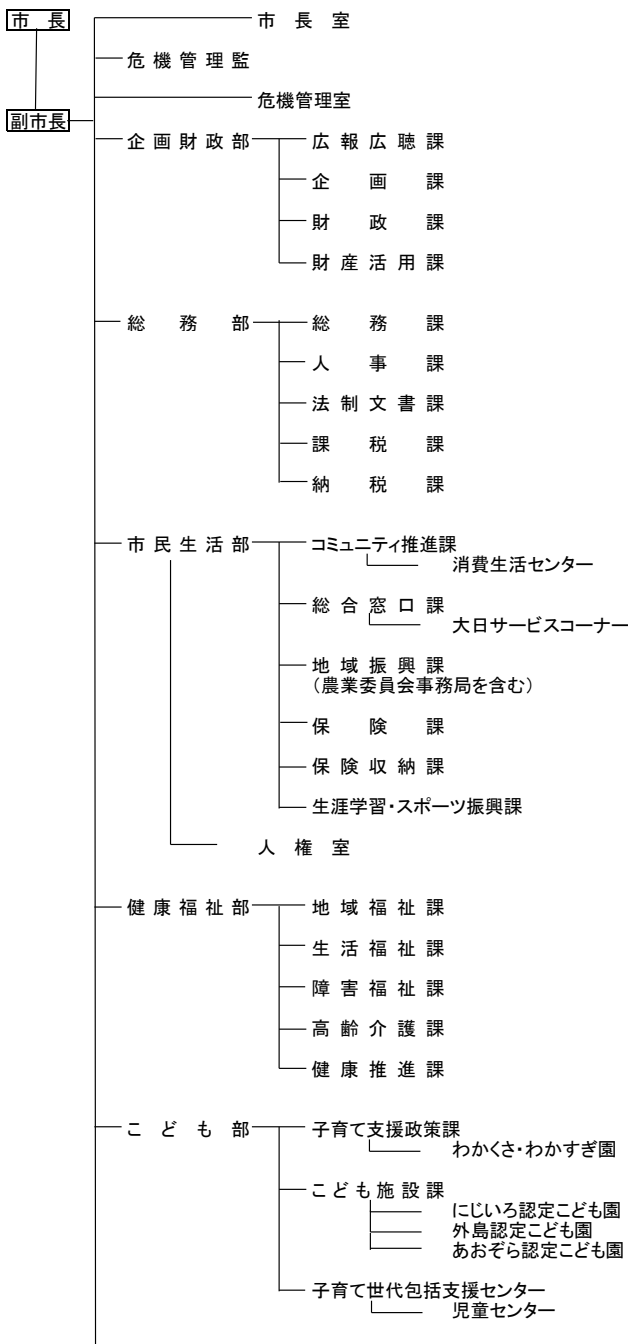 市長
市長室
危機管理監
危機管理室
副市長
企画財政部
広報広聴課
企画課
財政課
財産活用課
総務部
総務課
人事課
法制文書課
課税課
納税課
市民生活部
コミュニティ推進課
消費生活センター
総合窓口課
大日サービスコーナー
地域振興課
(農業委員会事務局を含む)
保険課
保険収納課
生涯学習・スポーツ振興課
人権室
健康福祉部
地域福祉課
生活福祉課
障害福祉課
高齢介護課
健康推進課
こども部
子育て支援政策課
わかくさ・わかすぎ園
こども施設課
にじいろ認定こども園
外島認定こども園
あおぞら認定こども園
子育て世代包括支援センター
児童センター